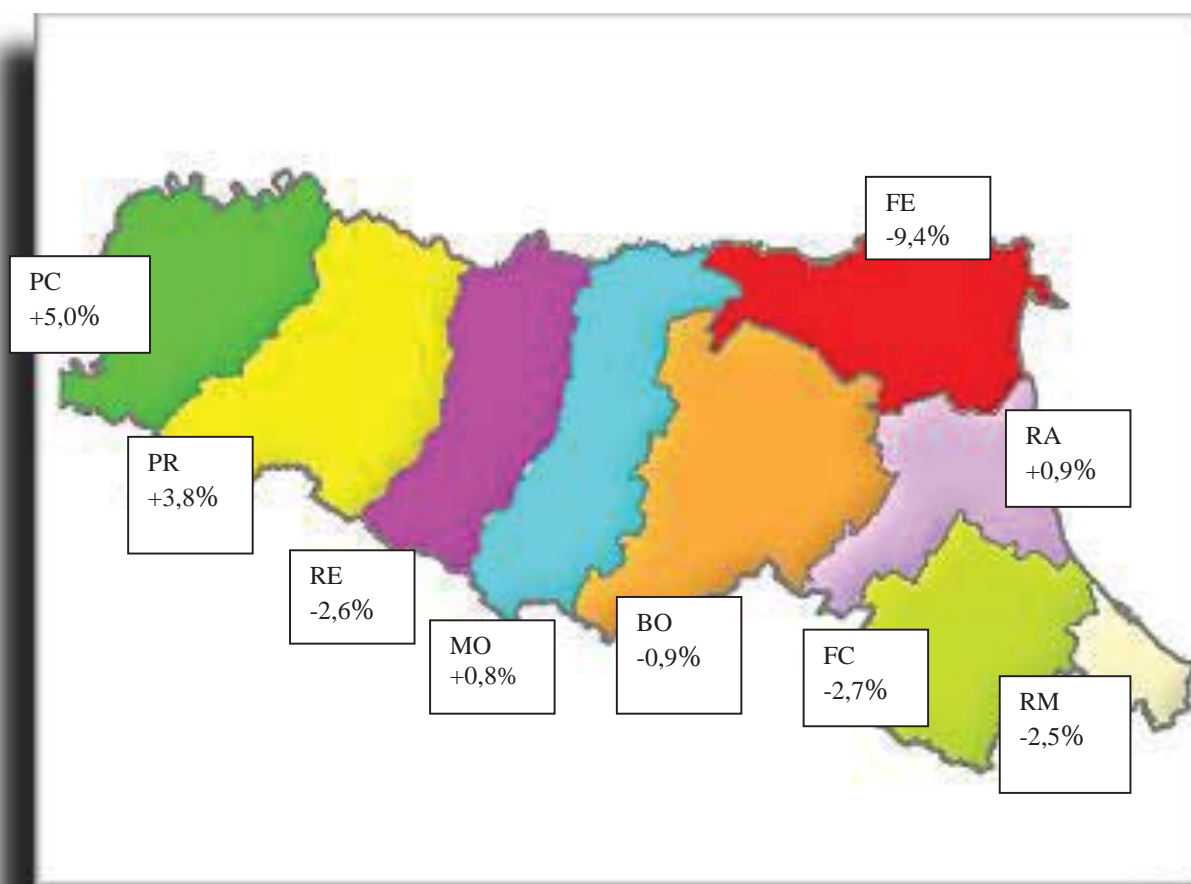 FE
-9,4%
PC
+5,0%
PR
+3,8%
RA
+0,9%
RE
-2,6%
MO
+0,8%
BO
-0,9%
FC
-2,7%
RM
-2,5%